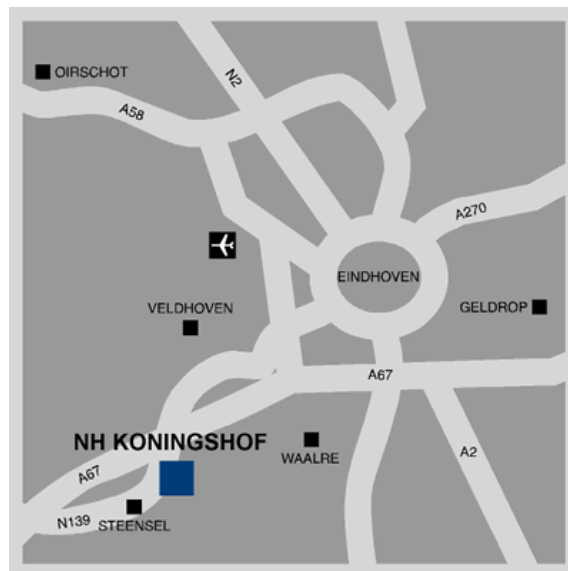 OIRSCHOT
N2
A58
A270
EINDHOVEN
VELDHOVEN
GELDROP
A67
NH KONINGSHOF
WAALRE
A2
A67
N139
STEENSEL